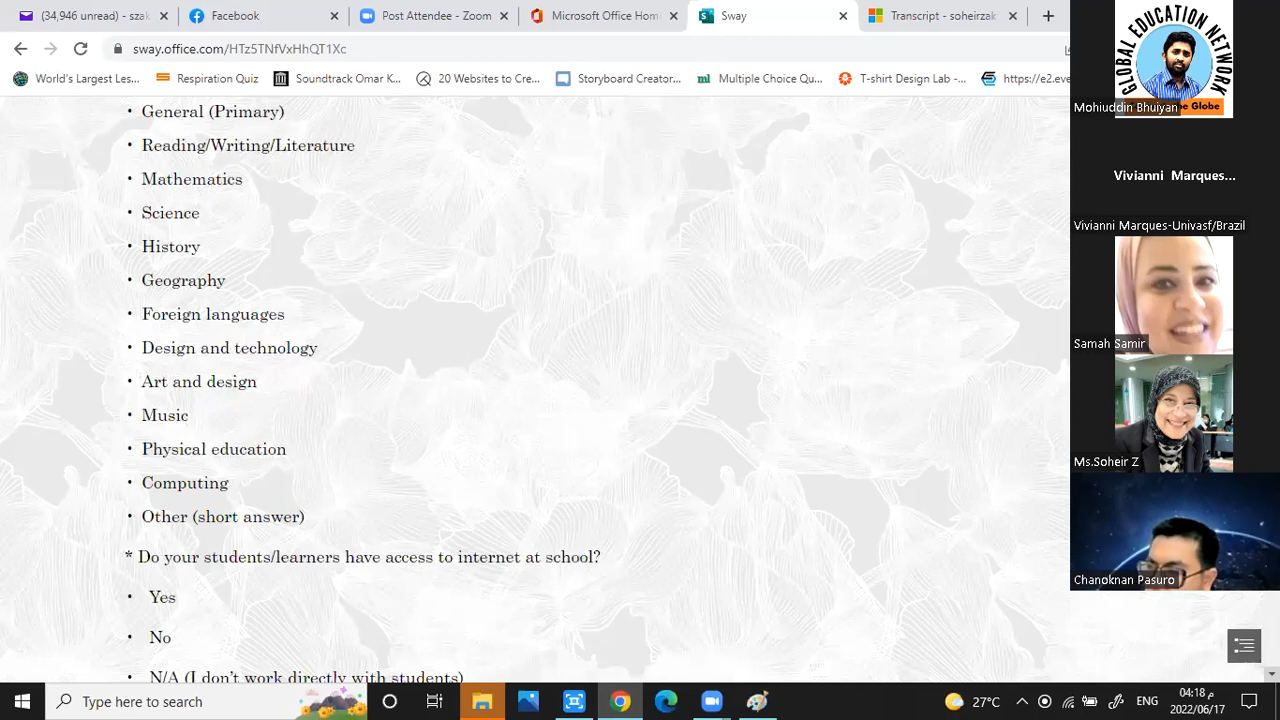 (34,946 unread) - szak
Facebook
Post Attendee - Zoom
Microsoft Office Hom
Sway
Transcript - soheirzak
sway.office.com/HTz5TNfVxHhQT1Xc
World's Largest Les...
Respiration Quiz
Soundtrack Omar K...
20 Websites to Cre...
Storyboard Creator...
Multiple Choice Qu...
T-shirt Design Lab -...
https://e2.eve
• General (Primary)
• Reading/Writing/Literature
• Mathematics
• Science
• History
• Geography
• Foreign languages
• Design and technology
• Art and design
• Music
• Physical education
• Computing
• Other (short answer)
* Do your students/learners have access to internet at school?
Yes
• No
N/A (I don't work directly with students)
GLOBAL EDUCATION NETWORK
Globe
Mohiuddin Bhuiyan
Vivianni Marques...
Vivianni Marques-Univasf/Brazil
Samah Samir
Ms.Soheir Z
Chanoknan Pasuro
Type here to search
27°C
ENG
04:18 م
2022/06/17